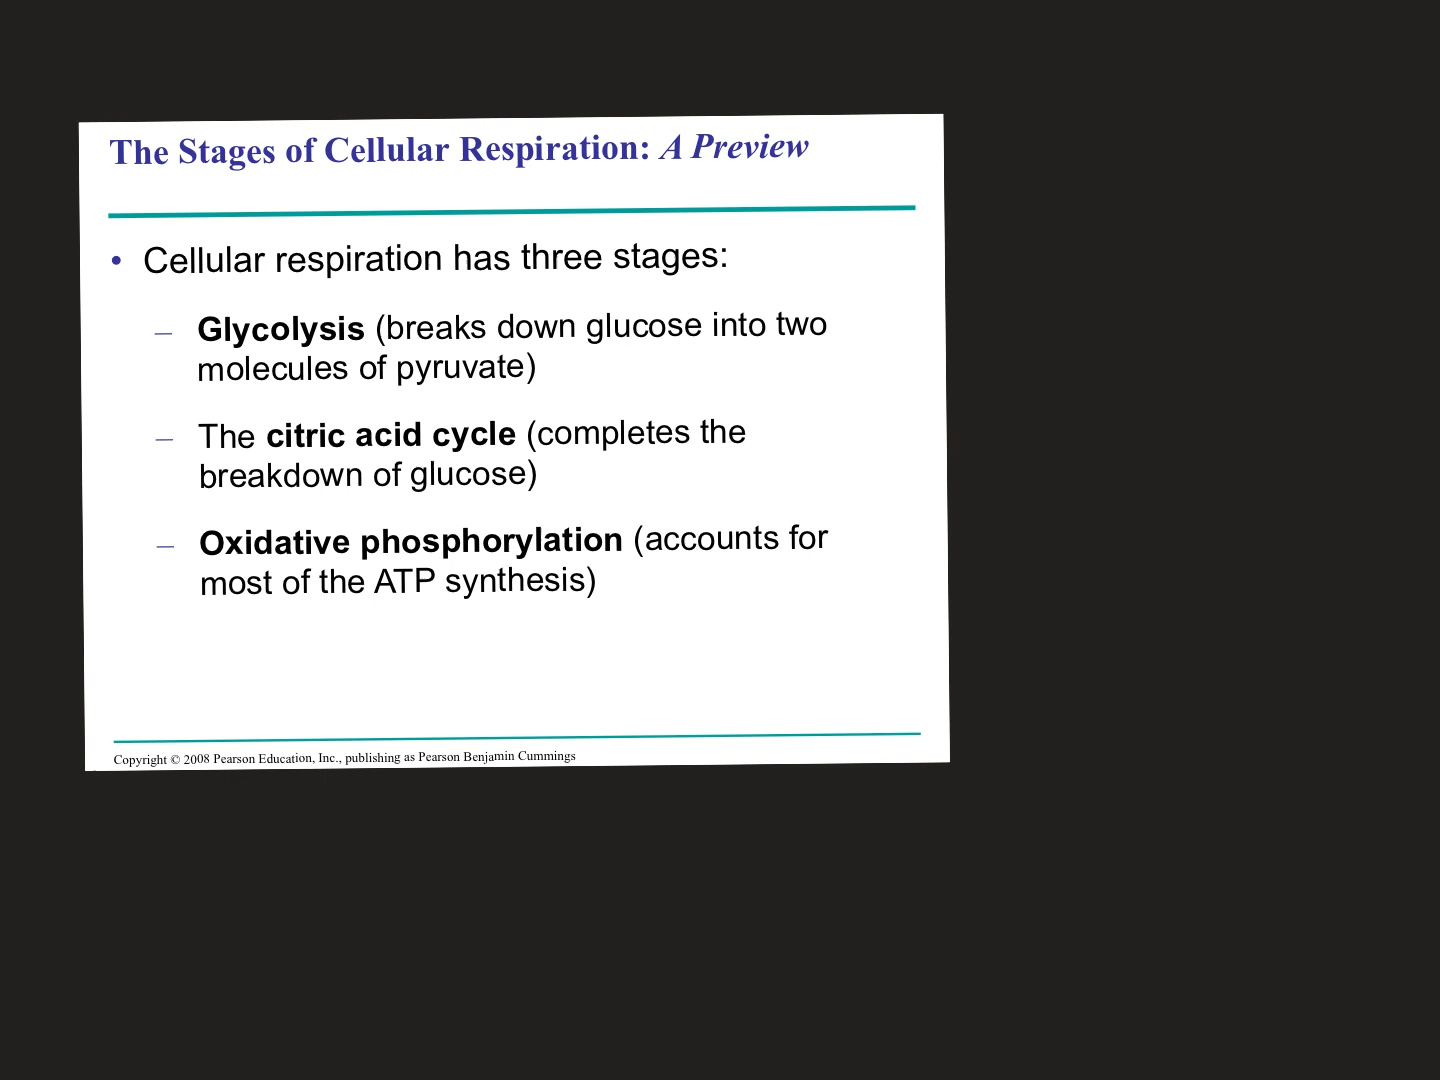 The Stages of Cellular Respiration: A Preview
• Cellular respiration has three stages:
– Glycolysis (breaks down glucose into two
molecules of pyruvate)
– The citric acid cycle (completes the
breakdown of glucose)
– Oxidative phosphorylation (accounts for
most of the ATP synthesis)
Copyright © 2008 Pearson Education, Inc., publishing as Pearson Benjamin Cummings